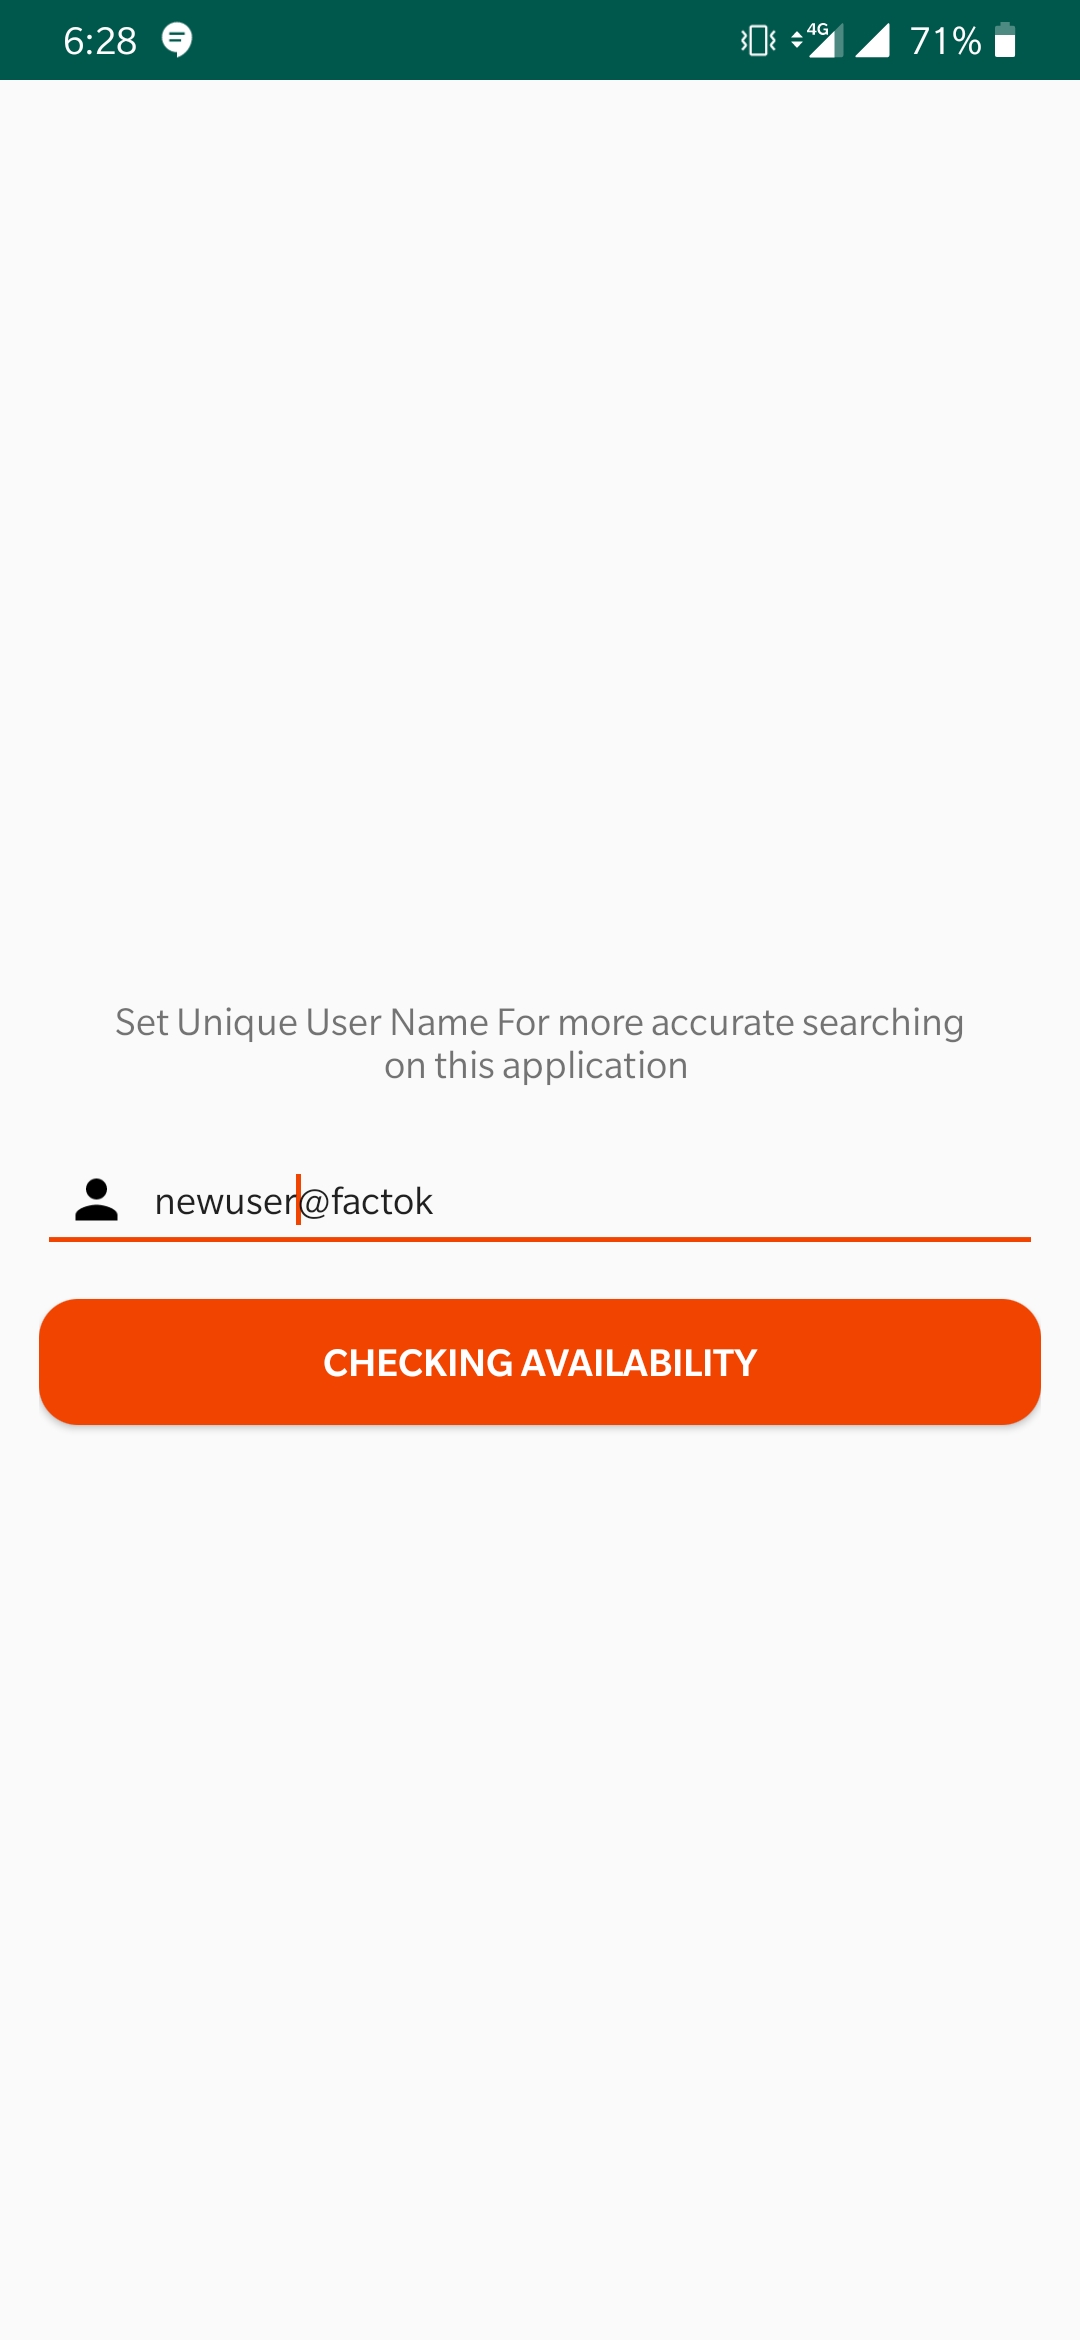 6:28 4G 71%
Set Unique User Name For more accurate searching
on this application
newuser@factok
CHECKING AVAILABILITY